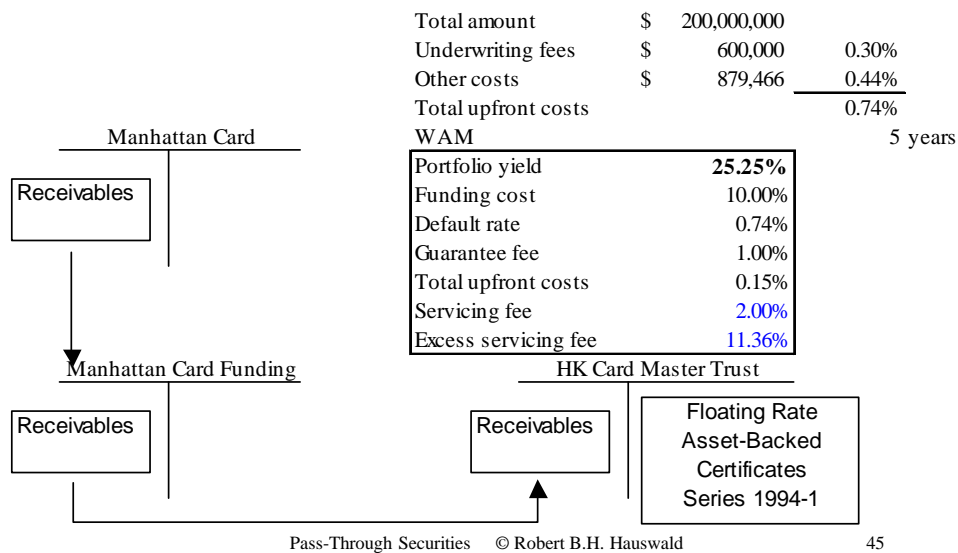 Total amount $ 200,000,000
Underwriting fees $ 600,000 0.30%
Other costs $ 879,466 0.44%
Total upfront costs 0.74%
Manhattan Card
WAM 5 years
Receivables
Portfolio yield 25.25%
Funding cost 10.00%
Default rate 0.74%
Guarantee fee 1.00%
Total upfront costs 0.15%
Servicing fee 2.00%
Excess servicing fee 11.36%
Manhattan Card Funding
HK Card Master Trust
Receivables
Receivables
Floating Rate
Asset-Backed
Certificates
Series 1994-1
Pass-Through Securities © Robert B.H. Hauswald 45